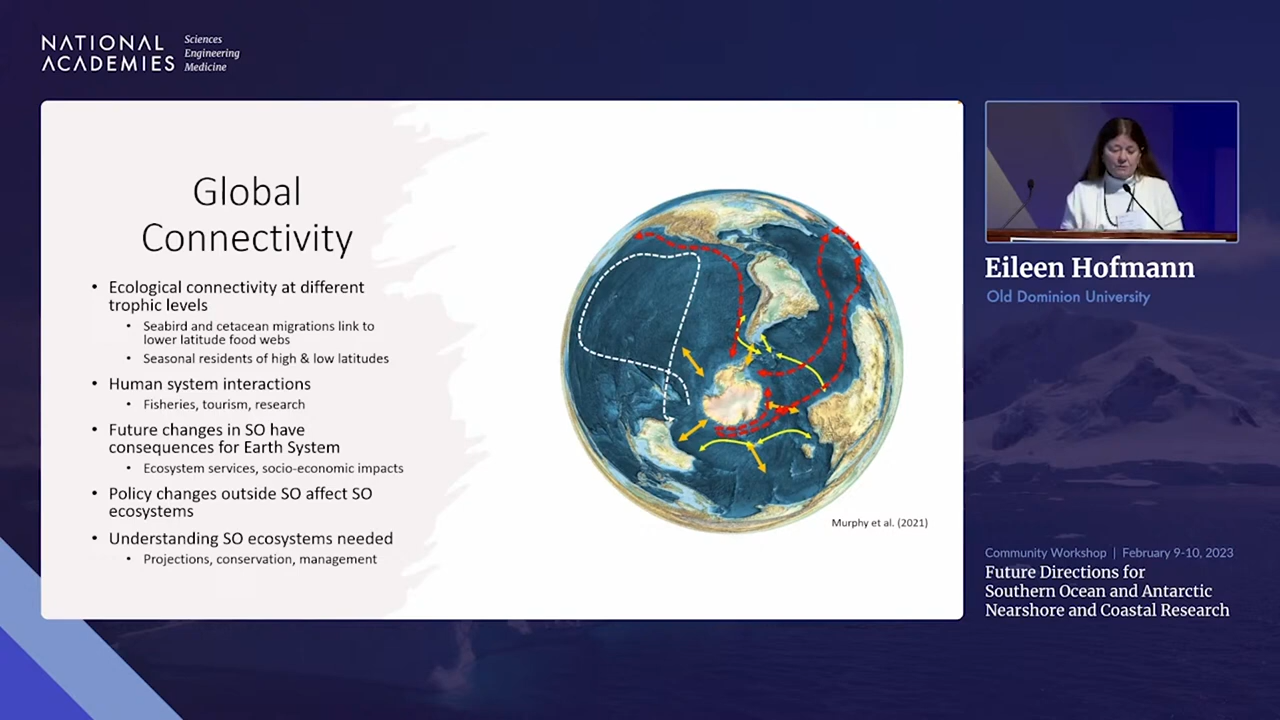 NATIONAL
ACADEMIES
Sciences
Engineering
Medicine
Global
Connectivity
• Ecological connectivity at different
trophic levels
• Seabird and cetacean migrations link to
lower latitude food webs
• Seasonal residents of high & low latitudes
• Human system interactions
• Fisheries, tourism, research
• Future changes in SO have
consequences for Earth System
• Ecosystem services, socio-economic impacts
• Policy changes outside SO affect SO
ecosystems
• Understanding SO ecosystems needed
• Projections, conservation, management
Murphy et al. (2021)
Eileen Hofmann
Old Dominion University
Community Workshop | February 9-10, 2023
Future Directions for
Southern Ocean and Antarctic
Nearshore and Coastal Research